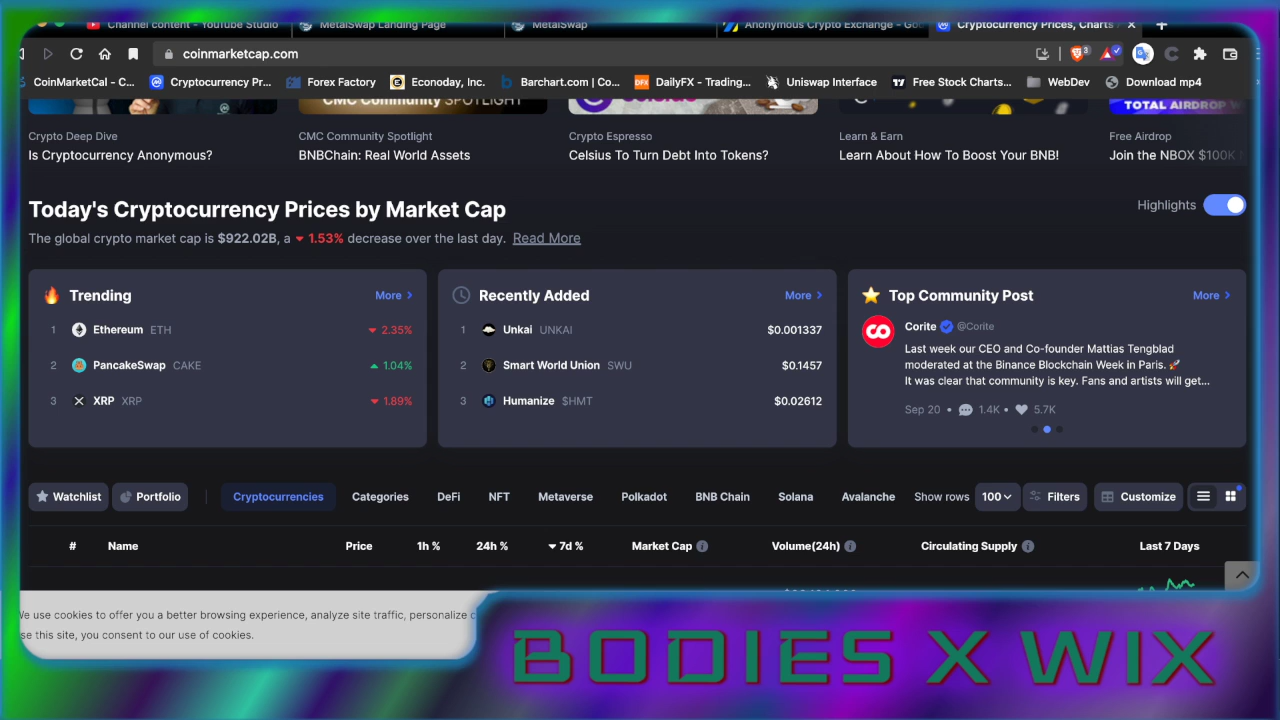 Channel content - YouTube Studio
MetalSwap Landing Page
MetalSwap
Anonymous Crypto Exchange - Go
Cryptocurrency Prices, Charts
coinmarketcap.com
3
CoinMarketCal - C...
Cryptocurrency Pr...
Forex Factory
Econoday, Inc.
Barchart.com | Co...
DailyFX - Trading...
Uniswap Interface
Free Stock Charts...
WebDev
Download mp4
CMC Community SPOTLIGHT
TOTAL AIRDROP W
Crypto Deep Dive
CMC Community Spotlight
Crypto Espresso
Learn & Earn
Free Airdrop
Is Cryptocurrency Anonymous?
BNBChain: Real World Assets
Celsius To Turn Debt Into Tokens?
Learn About How To Boost Your BNB!
Join the NBOX $100K
Today's Cryptocurrency Prices by Market Cap
Highlights
The global crypto market cap is $922.02B, a 1.53% decrease over the last day. Read More
Trending
More
1 Ethereum ETH 2.35%
2 PancakeSwap CAKE 1.04%
3 XRP XRP 1.89%
Recently Added
More
1 Unkai UNKAI $0.001337
2 Smart World Union SWU $0.1457
3 Humanize $HMT $0.02612
Top Community Post
More
Corite @Corite
Last week our CEO and Co-founder Mattias Tengblad
moderated at the Binance Blockchain Week in Paris.
It was clear that community is key. Fans and artists will get...
Sep 20 • 1.4K • 5.7K
Watchlist Portfolio Cryptocurrencies Categories DeFi NFT Metaverse Polkadot BNB Chain Solana Avalanche Show rows 100 Filters Customize
# Name Price 1h % 24h % 7d % Market Cap Volume(24h) Circulating Supply Last 7 Days
We use cookies to offer you a better browsing experience, analyze site traffic, personalize c
se this site, you consent to our use of cookies.
BODIES X WIX